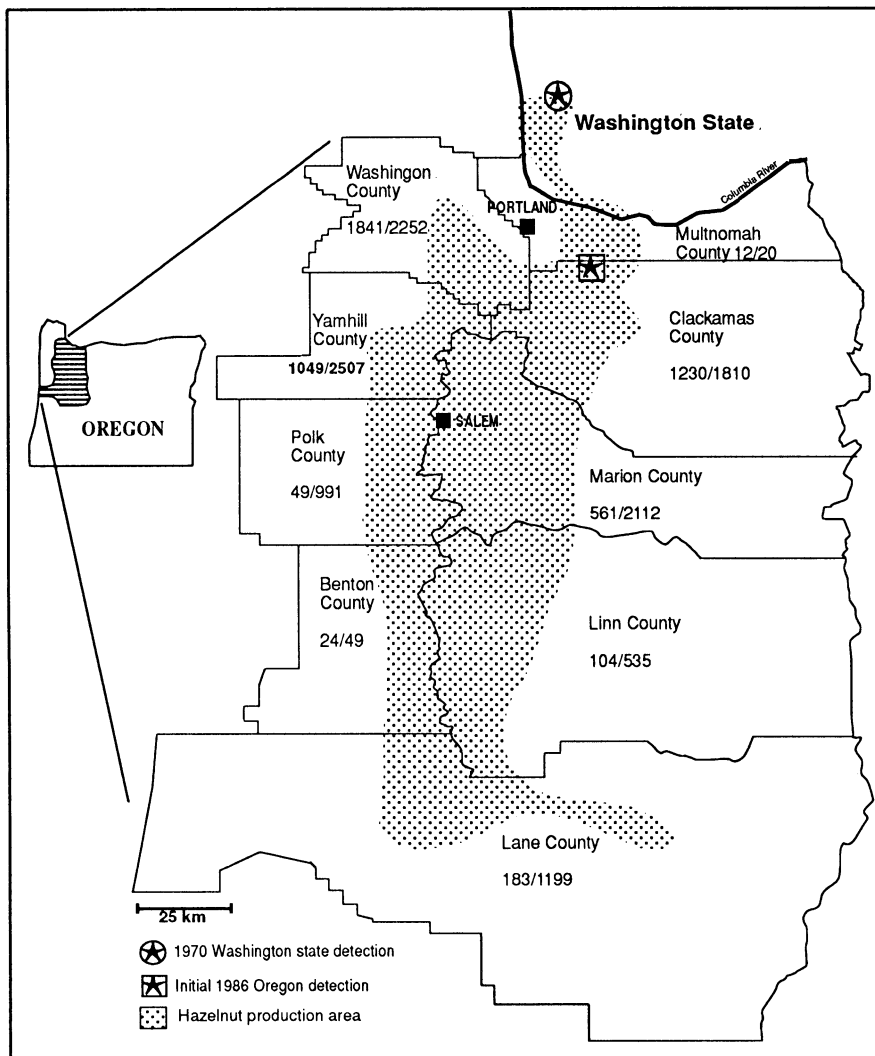 Washington State
Columbia River
Washingon
County
1841/2252
PORTLAND
Multnomah
County 12/20
Yamhill
County
1049/2507
Clackamas
County
1230/1810
OREGON
SALEM
Polk
County
49/991
Marion County
561/2112
Benton
County
24/49
Linn County
104/535
Lane County
183/1199
25 km
1970 Washington state detection
Initial 1986 Oregon detection
Hazelnut production area